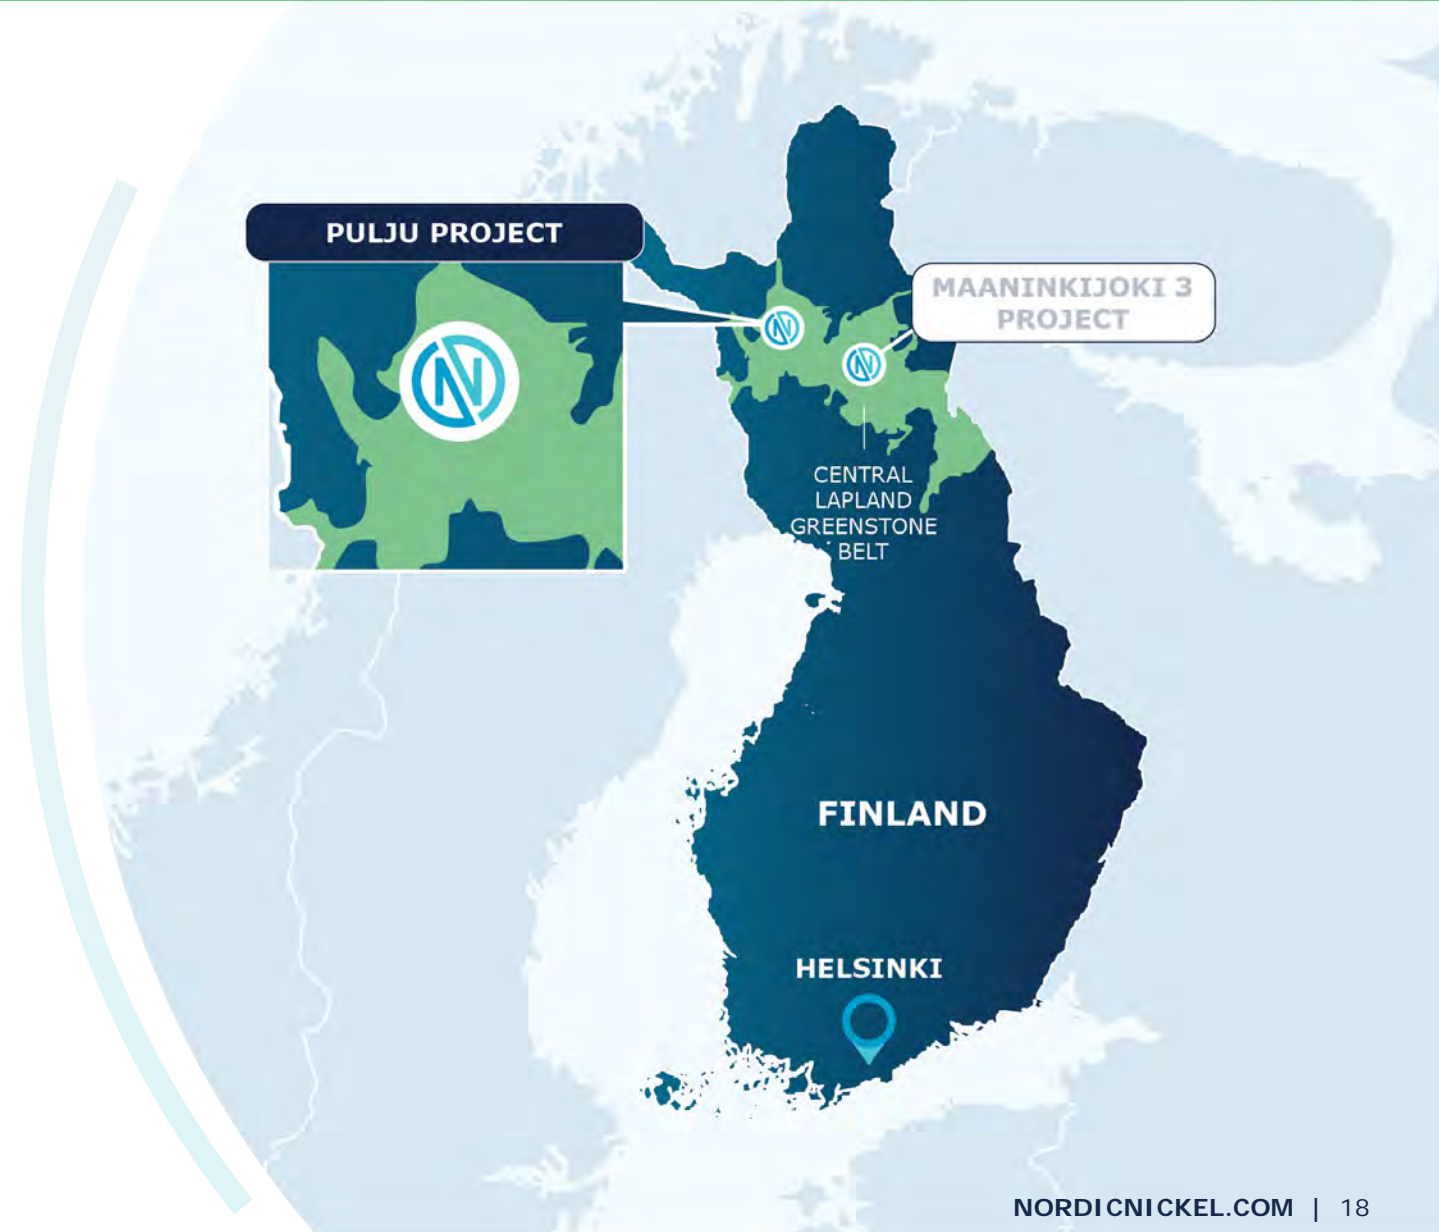 PULJU PROJECT
MAANINKIJOKI 3
PROJECT
CENTRAL
LAPLAND
GREENSTONE
BELT
FINLAND
HELSINKI
NORDICNICKEL.COM | 18